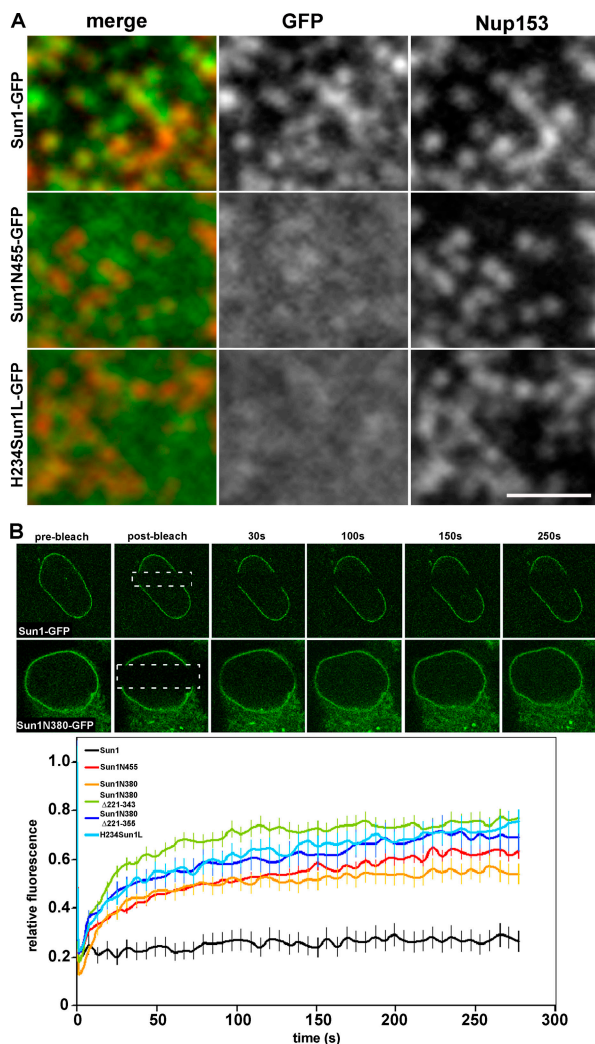 A
merge
GFP
Nup153
Sun1-GFP
Sun1N455-GFP
H234Sun1L-GFP
B
pre-bleach
post-bleach
30s
100s
150s
250s
Sun1-GFP
Sun1N380-GFP
Sun1
Sun1N455
Sun1N380
Sun1N380
Δ221-343
Sun1N380
Δ221-355
H234Sun1L
relative fluorescence
1.0
0.8
0.6
0.4
0.2
0
0
50
100
150
200
250
300
time (s)